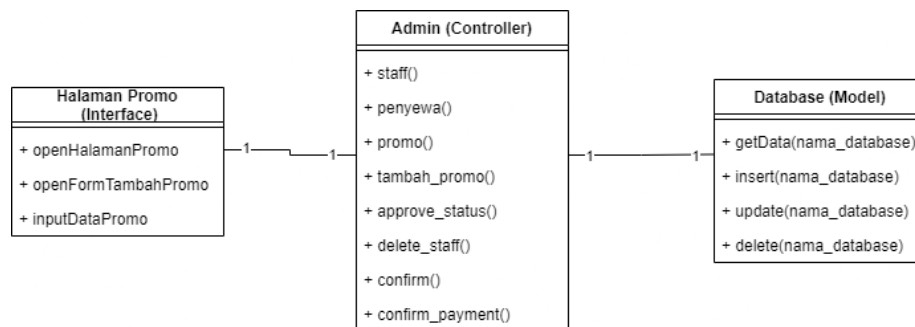 Halaman Promo
(Interface)
+ openHalamanPromo
+ openFormTambahPromo
+ inputDataPromo
1
1
Admin (Controller)
+ staff()
+ penyewa()
+ promo()
+ tambah_promo()
+ approve_status()
+ delete_staff()
+ confirm()
+ confirm_payment()
1
1
Database (Model)
+ getData(nama_database)
+ insert(nama_database)
+ update(nama_database)
+ delete(nama_database)